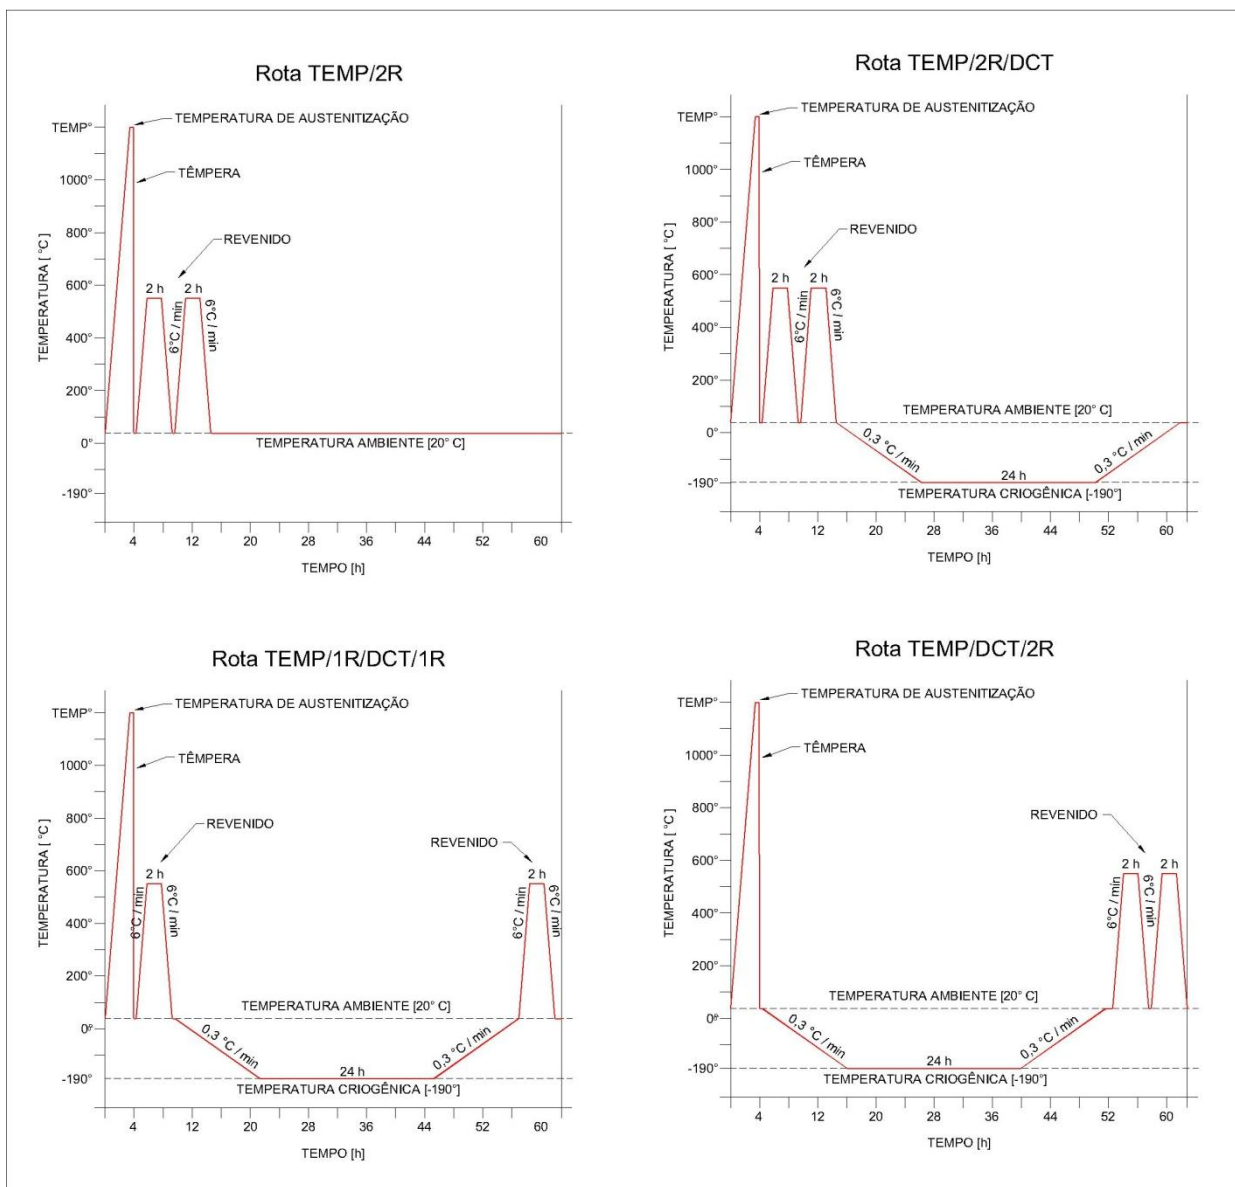 Rota TEMP/2R
TEMP°
1000°
800°
600°
400°
200°
0°
-190°
TEMPERATURA [ °C ]
TEMPERATURA DE AUSTENITIZAÇÃO
TÊMPERA
REVENIDO
2 h
2 h
6°C / min
6°C / min
TEMPERATURA AMBIENTE [20° C]
4 12 20 28 36 44 52 60
TEMPO [h]
Rota TEMP/2R/DCT
TEMP°
1000°
800°
600°
400°
200°
0°
-190°
TEMPERATURA [ °C ]
TEMPERATURA DE AUSTENITIZAÇÃO
TÊMPERA
REVENIDO
2 h
2 h
6°C / min
6°C / min
TEMPERATURA AMBIENTE [20° C]
0,3 °C / min
24 h
0,3 °C / min
TEMPERATURA CRIOGÊNICA [-190°]
4 12 20 28 36 44 52 60
TEMPO [h]
Rota TEMP/1R/DCT/1R
TEMP°
1000°
800°
600°
400°
200°
0°
-190°
TEMPERATURA [ °C ]
TEMPERATURA DE AUSTENITIZAÇÃO
TÊMPERA
REVENIDO
REVENIDO
2 h
2 h
6°C / min
6°C / min
6°C / min
6°C / min
TEMPERATURA AMBIENTE [20° C]
0,3 °C / min
24 h
0,3 °C / min
TEMPERATURA CRIOGÊNICA [-190°]
4 12 20 28 36 44 52 60
TEMPO [h]
Rota TEMP/DCT/2R
TEMP°
1000°
800°
600°
400°
200°
0°
-190°
TEMPERATURA [ °C ]
TEMPERATURA DE AUSTENITIZAÇÃO
TÊMPERA
REVENIDO
2 h
2 h
6°C / min
6°C / min
TEMPERATURA AMBIENTE [20° C]
0,3 °C / min
24 h
0,3 °C / min
TEMPERATURA CRIOGÊNICA [-190°]
4 12 20 28 36 44 52 60
TEMPO [h]